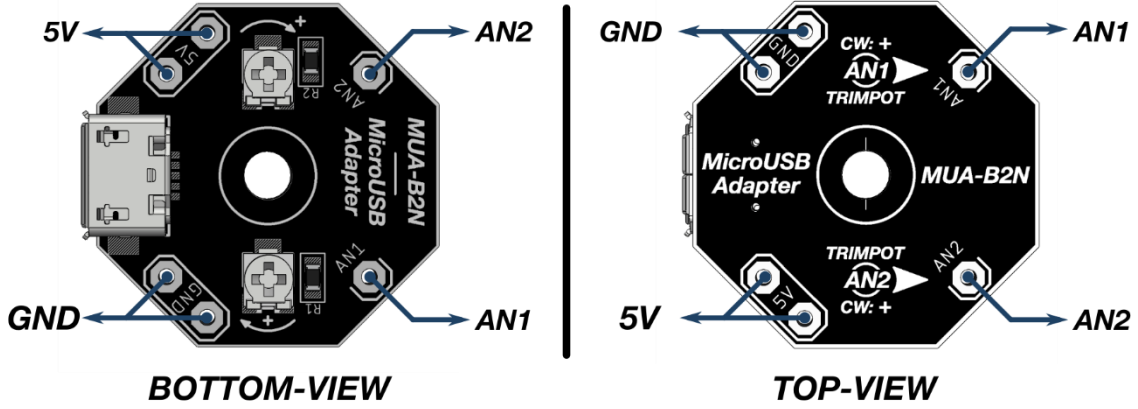 5V
5V
+
R2
AN2
AN2
MUA-B2N
MicroUSB
Adapter
GND
GND
+
R1
AN1
AN1
BOTTOM-VIEW
GND
GND
CW: +
AN1
TRIMPOT
AN1
AN1
MicroUSB
Adapter
MUA-B2N
5V
5V
TRIMPOT
AN2
CW: +
AN2
AN2
TOP-VIEW